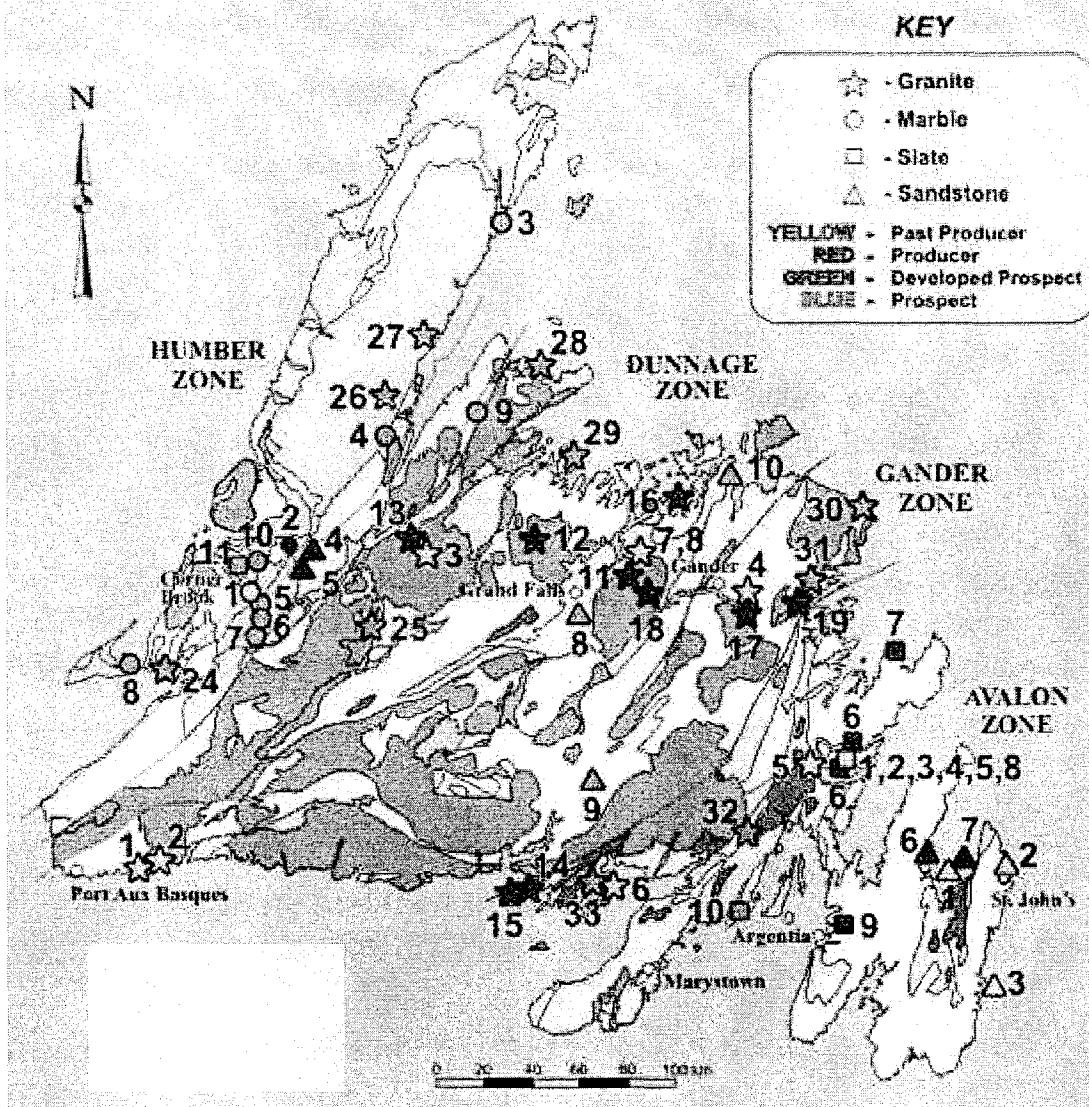 KEY
- Granite
- Marble
- Slate
- Sandstone
YELLOW - Past Producer
RED - Producer
GREEN - Developed Prospect
BLUE - Prospect
N
3
HUMBER
ZONE
27
28
DUNNAGE
ZONE
26
9
4
29
10
GANDER
ZONE
16
30
13
2
10
4
3
12
7,8
31
11
Corner
Brook
5
Gander
4
11
Grand Falls
1
5
6
25
18
17
19
8
7
7
24
8
AVALON
ZONE
6
5
1,2,3,4,5,8
9
6
32
6
7
2
1
2
1
Port Aux Basques
14
6
St. John's
15
33
10
9
Argentia
Marystown
3
0 20 40 60 80 100 km